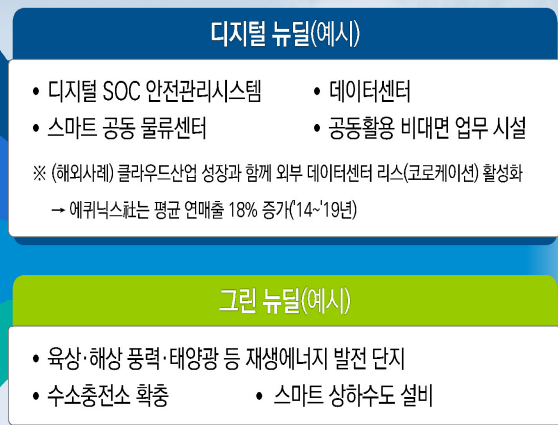 디지털 뉴딜(예시)
• 디지털 SOC 안전관리시스템 • 데이터센터
• 스마트 공동 물류센터 • 공동활용 비대면 업무 시설
※ (해외사례) 클라우드산업 성장과 함께 외부 데이터센터 리스(코로케이션) 활성화
→ 에퀴닉스社는 평균 연매출 18% 증가('14~'19년)
그린 뉴딜(예시)
• 육상·해상 풍력·태양광 등 재생에너지 발전 단지
• 수소충전소 확충 • 스마트 상하수도 설비